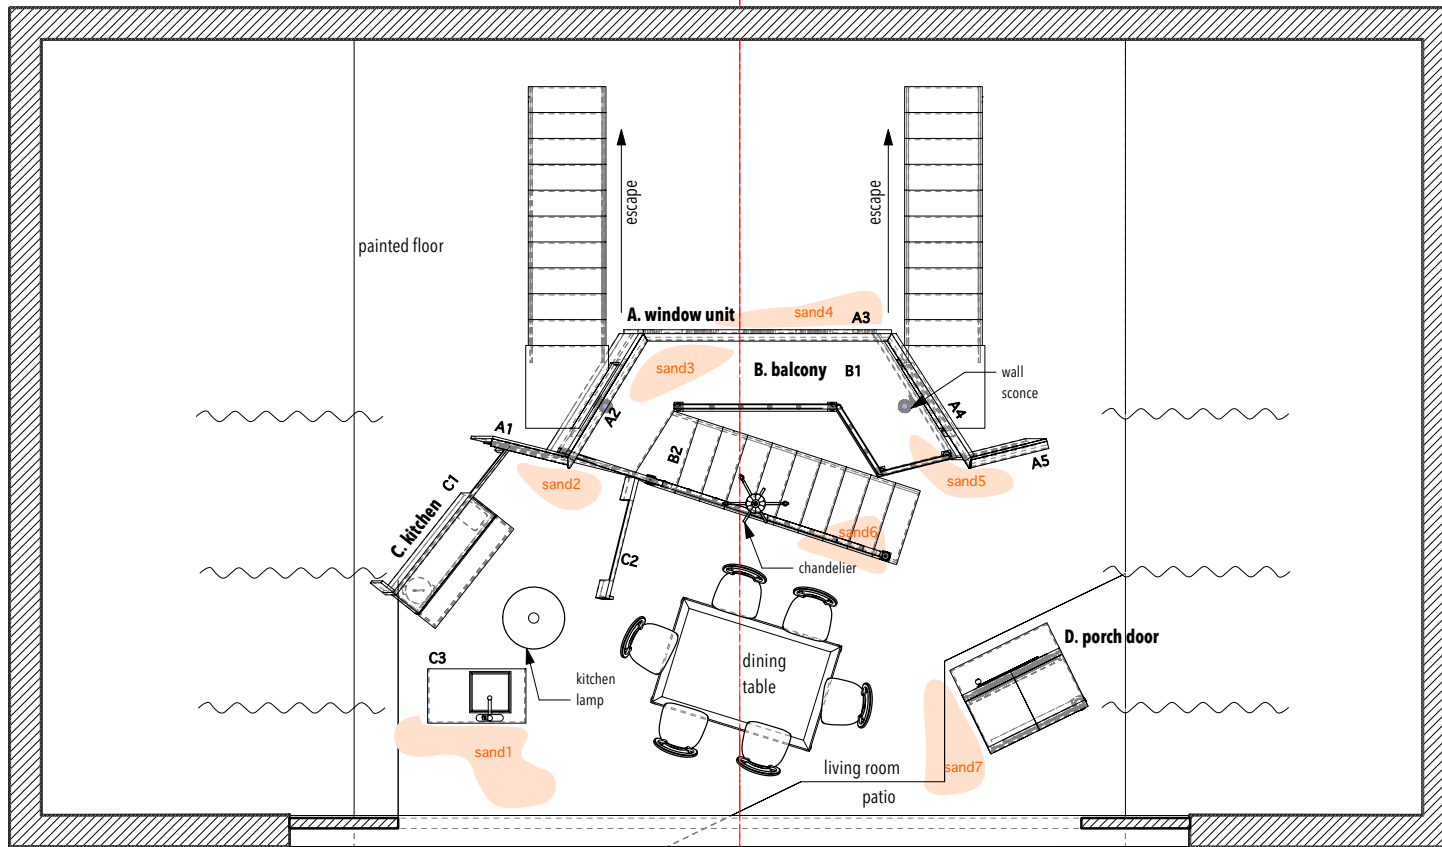 escape
escape
painted floor
A. window unit
sand4
A3
sand3
B. balcony
B1
wall
sconce
A2
A4
A1
B2
A5
sand2
sand5
C1
C. kitchen
sand6
C2
chandelier
D. porch door
C3
kitchen
lamp
dining
table
sand1
living room
sand7
patio